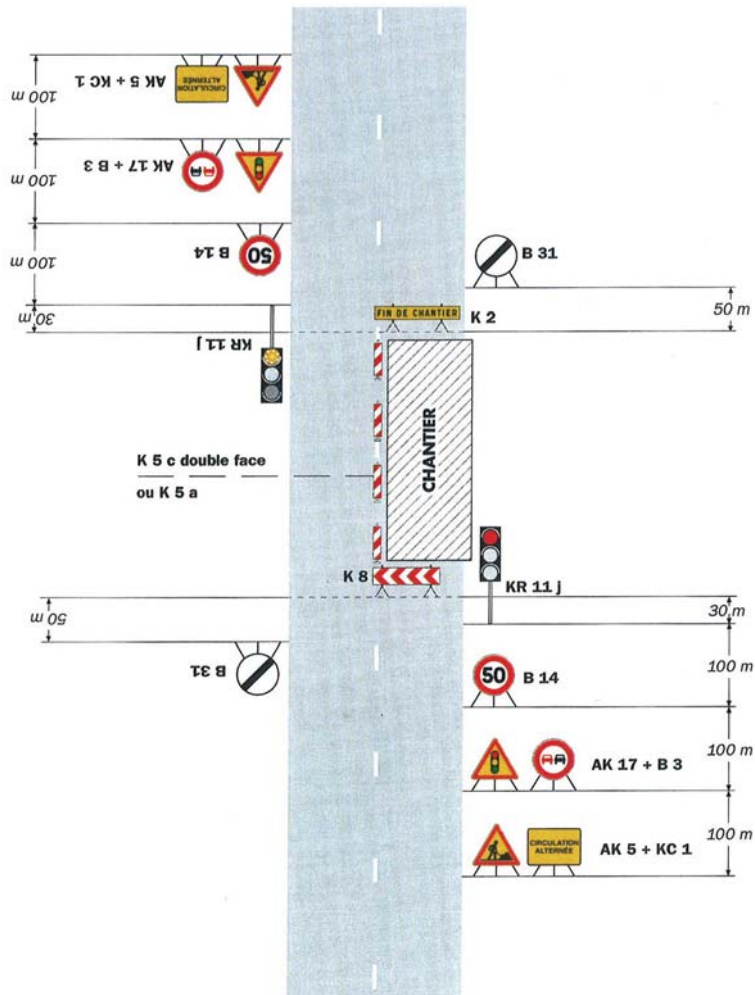 AK 5 + KC 1
CIRCULATION
ALTERNÉE
100 m
AK 17 + B 3
100 m
B 14
50
100 m
B 31
30 m
KR 11 j
FIN DE CHANTIER
K 2
50 m
CHANTIER
K 5 c double face
ou K 5 a
K 8
KR 11 j
50 m
30 m
B 31
50
B 14
100 m
AK 17 + B 3
100 m
CIRCULATION
ALTERNÉE
AK 5 + KC 1
100 m